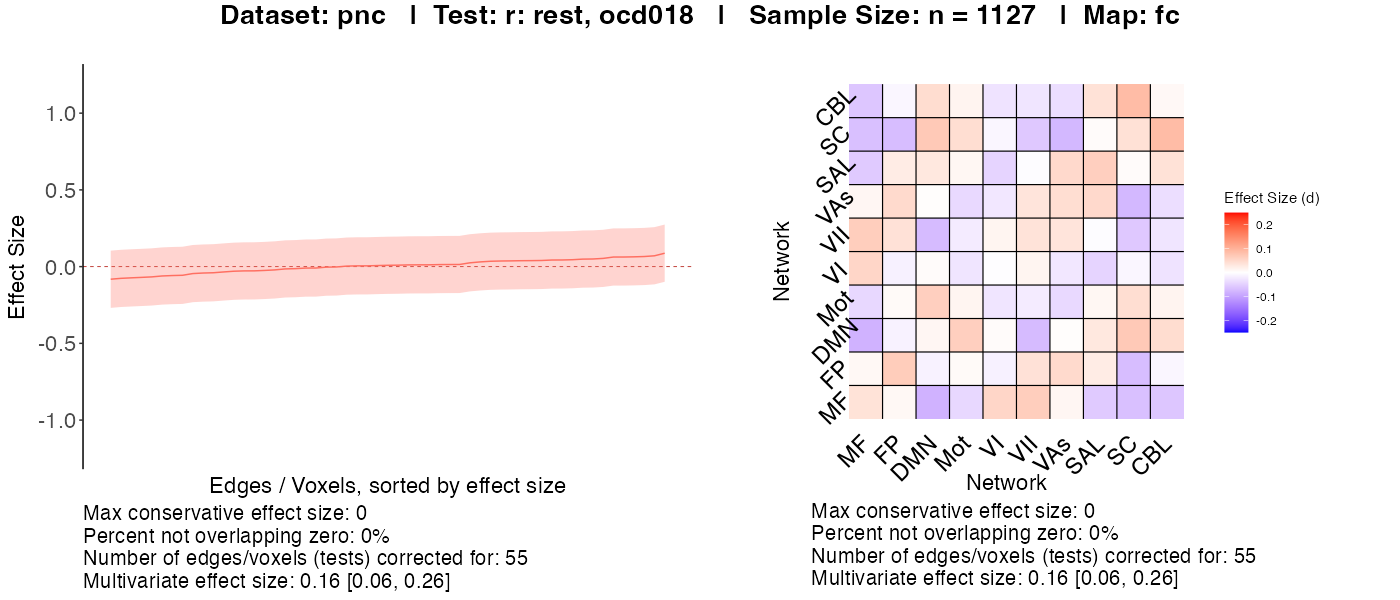 Dataset: pnc | Test: r: rest, ocd018 | Sample Size: n = 1127 | Map: fc
Effect Size
1.0
0.5
0.0
-0.5
-1.0
Edges / Voxels, sorted by effect size
Max conservative effect size: 0
Percent not overlapping zero: 0%
Number of edges/voxels (tests) corrected for: 55
Multivariate effect size: 0.16 [0.06, 0.26]
Network
CBL
SC
SAL
VAs
VII
VI
Mot
DMN
FP
MF
MF FP DMN Mot VI VII VAs SAL SC CBL
Network
Effect Size (d)
0.2
0.1
0.0
-0.1
-0.2
Max conservative effect size: 0
Percent not overlapping zero: 0%
Number of edges/voxels (tests) corrected for: 55
Multivariate effect size: 0.16 [0.06, 0.26]